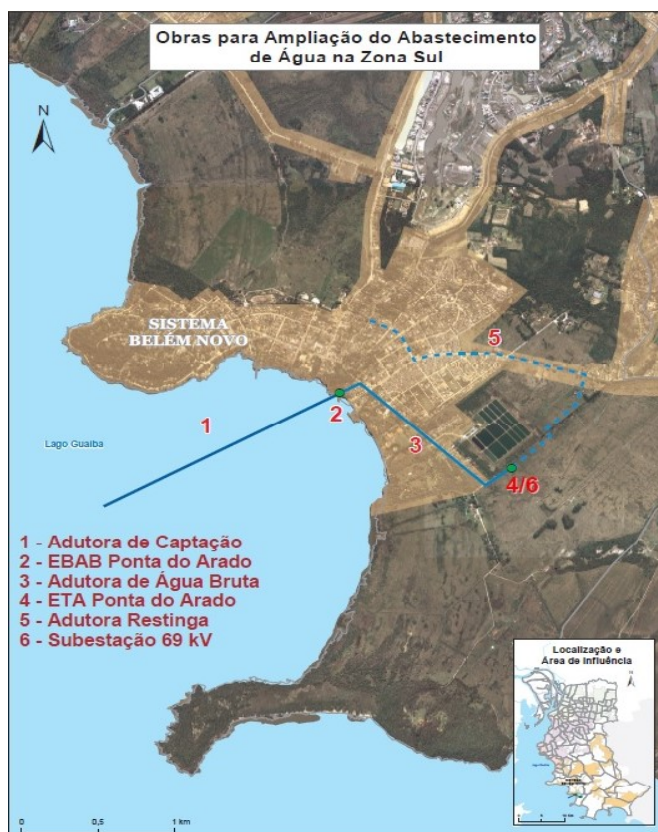 Obras para Ampliação do Abastecimento
de Água na Zona Sul
N
SISTEMA
BELÉM NOVO
5
1
2
Lago Guaíba
3
4/6
1 - Adutora de Captação
2 - EBAB Ponta do Arado
3 - Adutora de Água Bruta
4 - ETA Ponta do Arado
5 - Adutora Restinga
6 - Subestação 69 kV
Localização e
Área de Influência
0 0,5 1 km